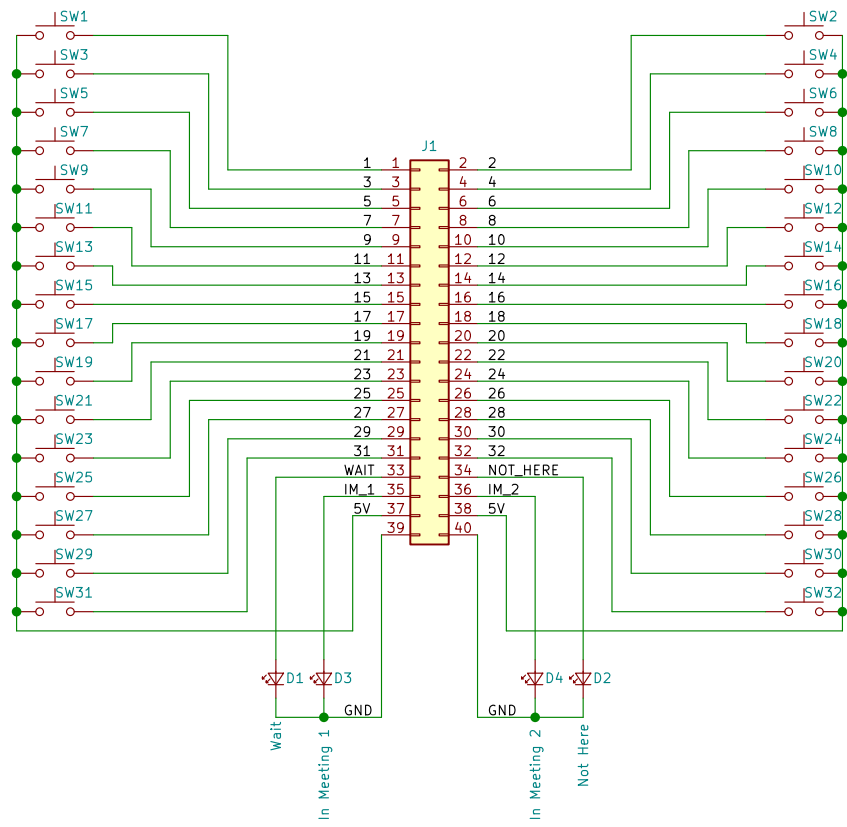 SW1 SW2
SW3 SW4
SW5 SW6
SW7 SW8
J1
1 1 2 2
SW9 SW10
3 3 4 4
5 5 6 6
SW11 SW12
7 7 8 8
9 9 10 10
SW13 SW14
11 11 12 12
13 13 14 14
SW15 SW16
15 15 16 16
17 17 18 18
SW17 SW18
19 19 20 20
21 21 22 22
SW19 SW20
23 23 24 24
25 25 26 26
SW21 SW22
27 27 28 28
29 29 30 30
SW23 SW24
31 31 32 32
WAIT 33 34 NOT_HERE
SW25 SW26
IM_1 35 36 IM_2
5V 37 38 5V
SW27 SW28
39 40
SW29 SW30
SW31 SW32
D1 D3 D4 D2
GND GND
Wait
In Meeting 1
In Meeting 2
Not Here